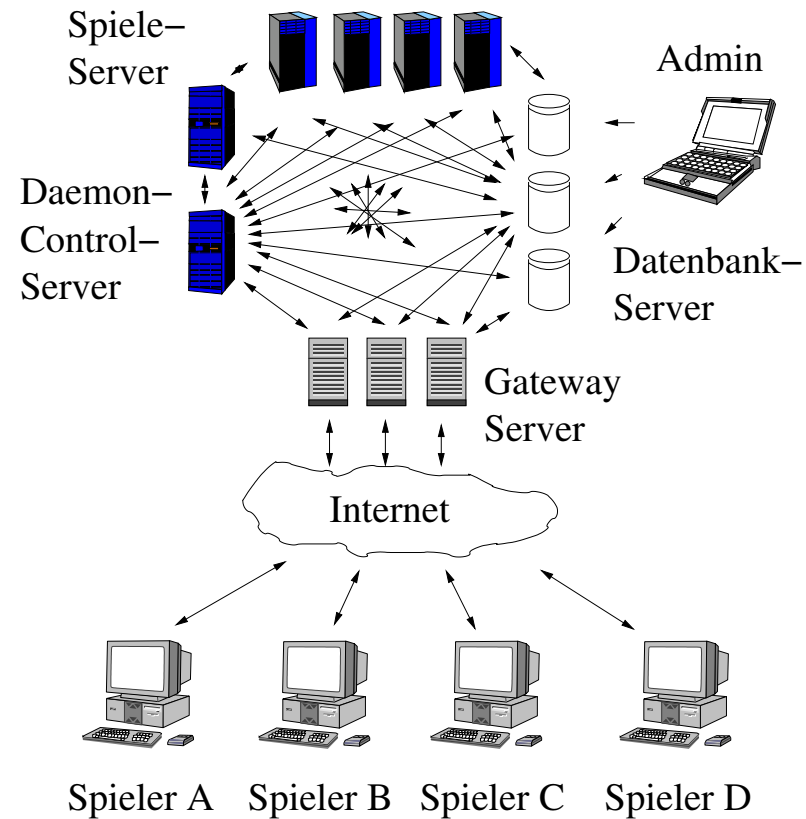 Spiele–
Server
Admin
Daemon–
Control–
Server
Datenbank–
Server
Gateway
Server
Internet
Spieler A
Spieler B
Spieler C
Spieler D